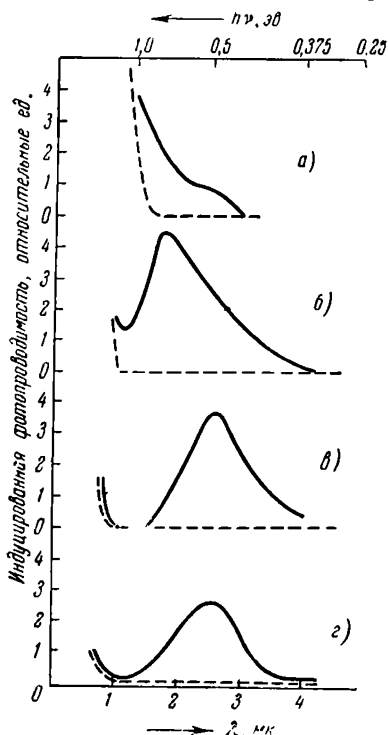 hν, эв
1,0 0,5 0,375 0,25
Индуцированная фотопроводимость, относительные ед.
4
3
2
1
0
а)
4
3
2
1
0
б)
4
3
2
1
0
в)
4
3
2
1
0
г)
1 2 3 4
λ, мк